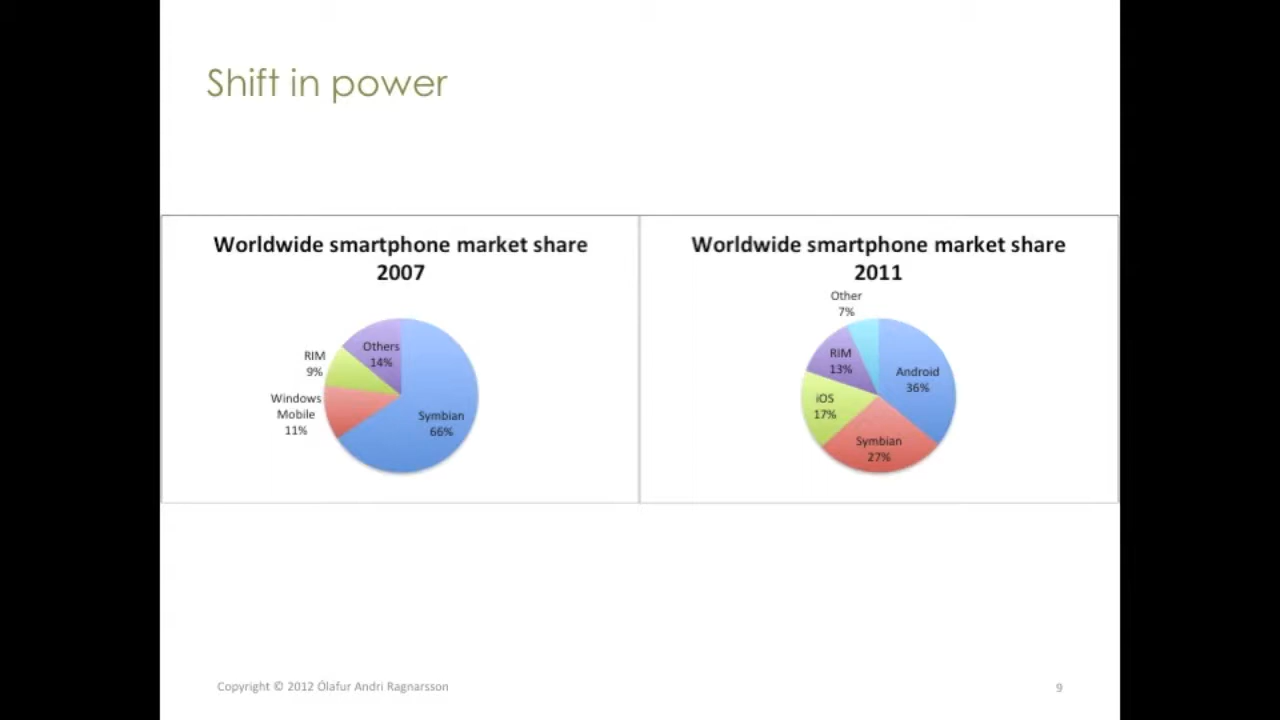 Shift in power
Worldwide smartphone market share
2007
Others
14%
RIM
9%
Windows
Mobile
11%
Symbian
66%
Worldwide smartphone market share
2011
Other
7%
RIM
13%
Android
36%
iOS
17%
Symbian
27%
Copyright © 2012 Ólafur Andri Ragnarsson
9